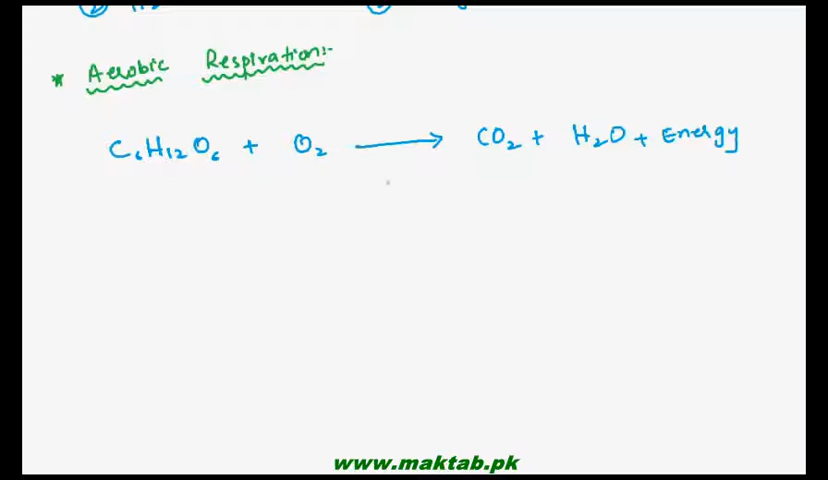 * Aerobic Respiration:-
C₆H₁₂O₆ + O₂ ⟶ CO₂ + H₂O + Energy
www.maktab.pk